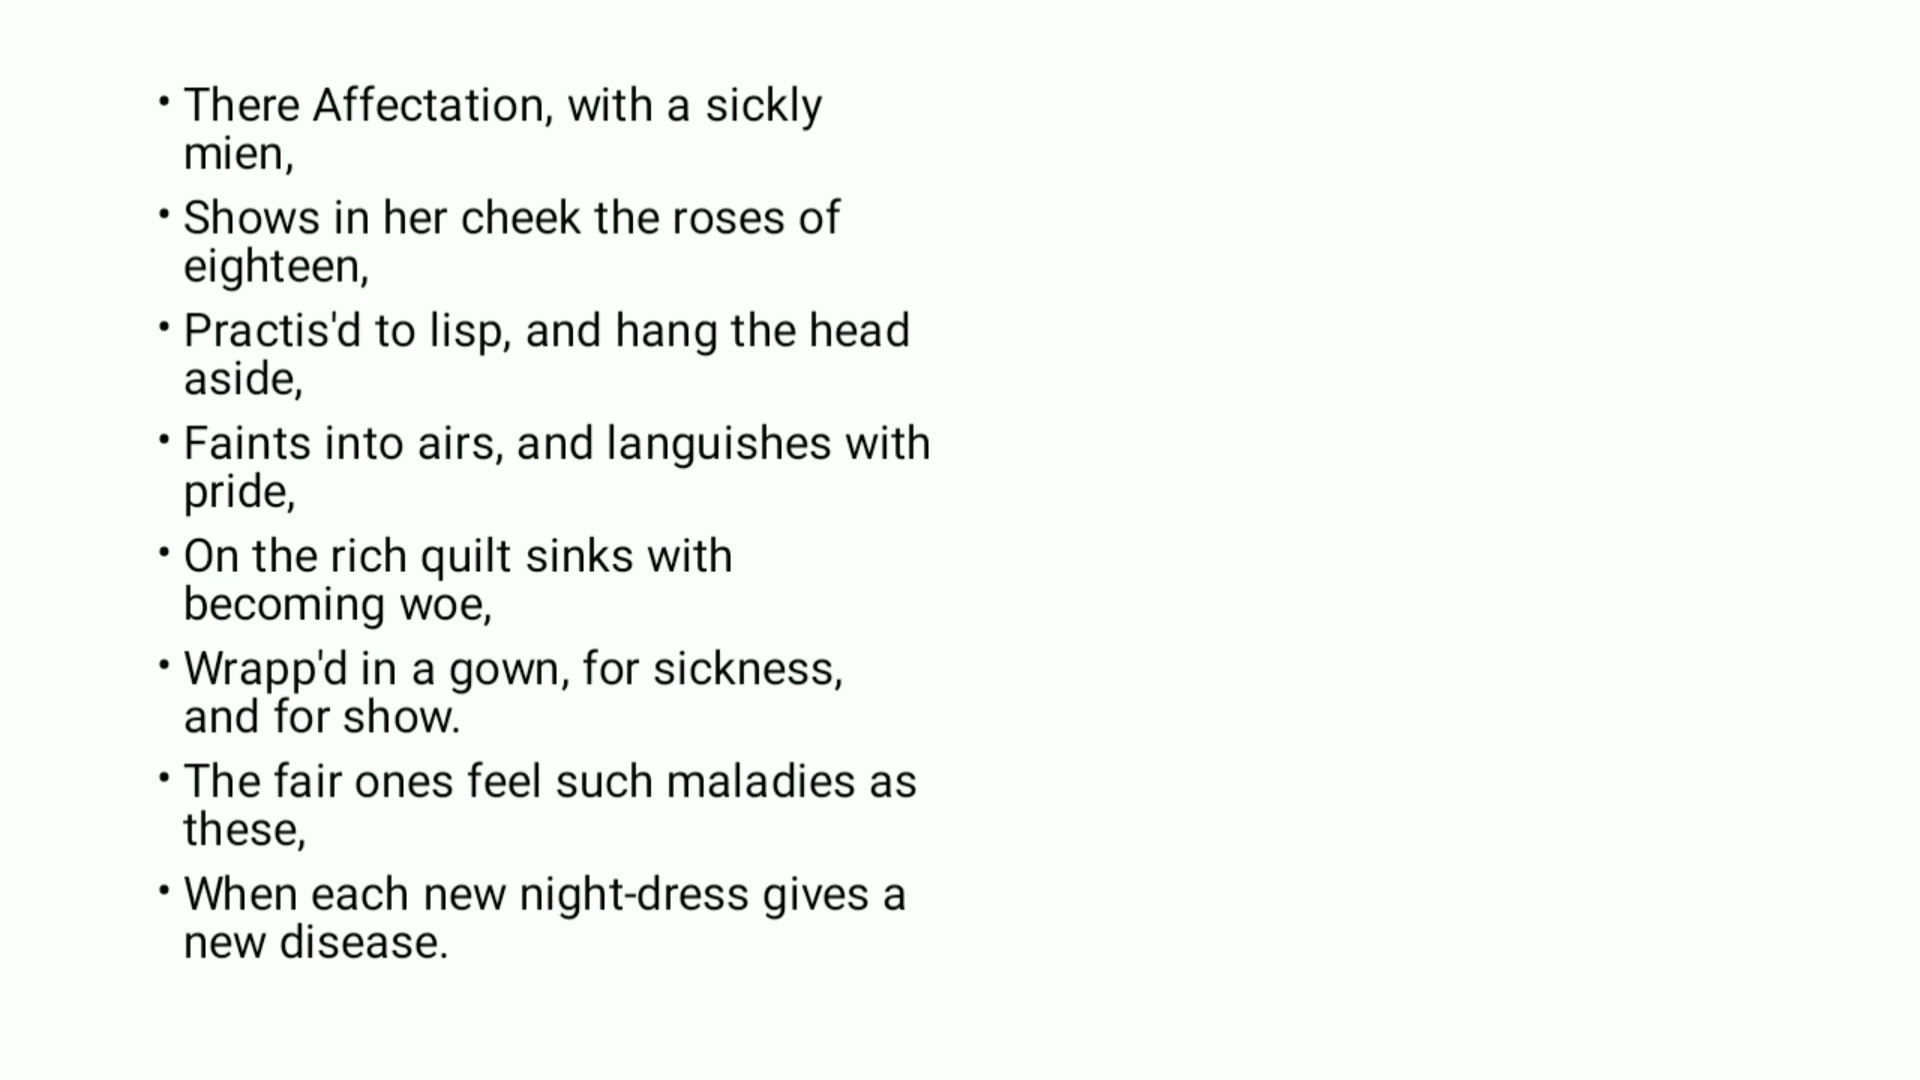 • There Affectation, with a sickly
mien,
• Shows in her cheek the roses of
eighteen,
• Practis'd to lisp, and hang the head
aside,
• Faints into airs, and languishes with
pride,
• On the rich quilt sinks with
becoming woe,
• Wrapp'd in a gown, for sickness,
and for show.
• The fair ones feel such maladies as
these,
• When each new night-dress gives a
new disease.